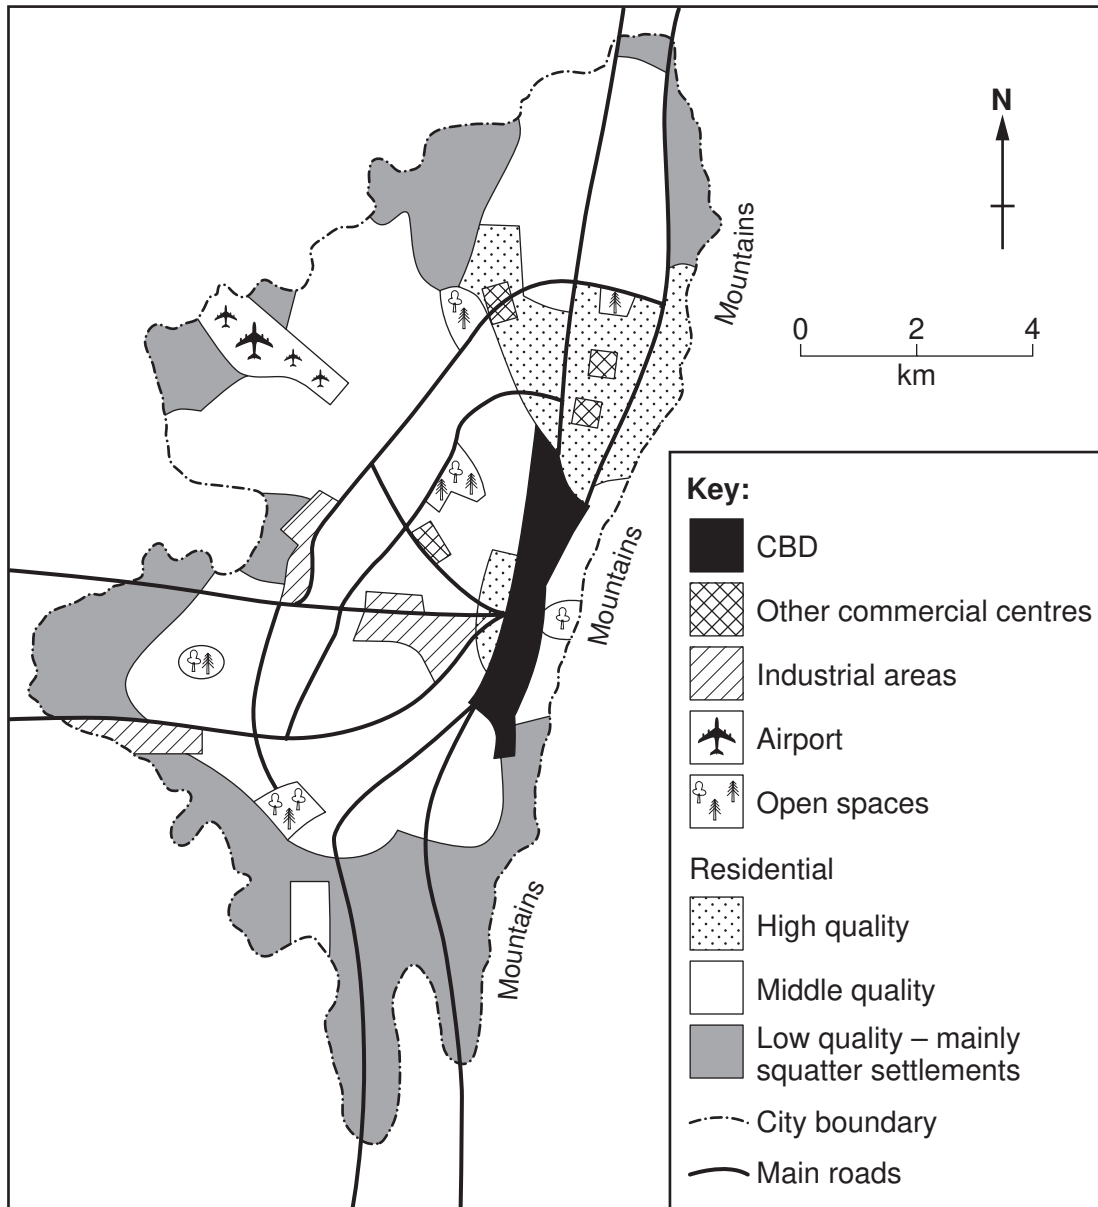 N
Mountains
0 2 4
km
Mountains
Mountains
Key:
CBD
Other commercial centres
Industrial areas
Airport
Open spaces
Residential
High quality
Middle quality
Low quality – mainly
squatter settlements
City boundary
Main roads